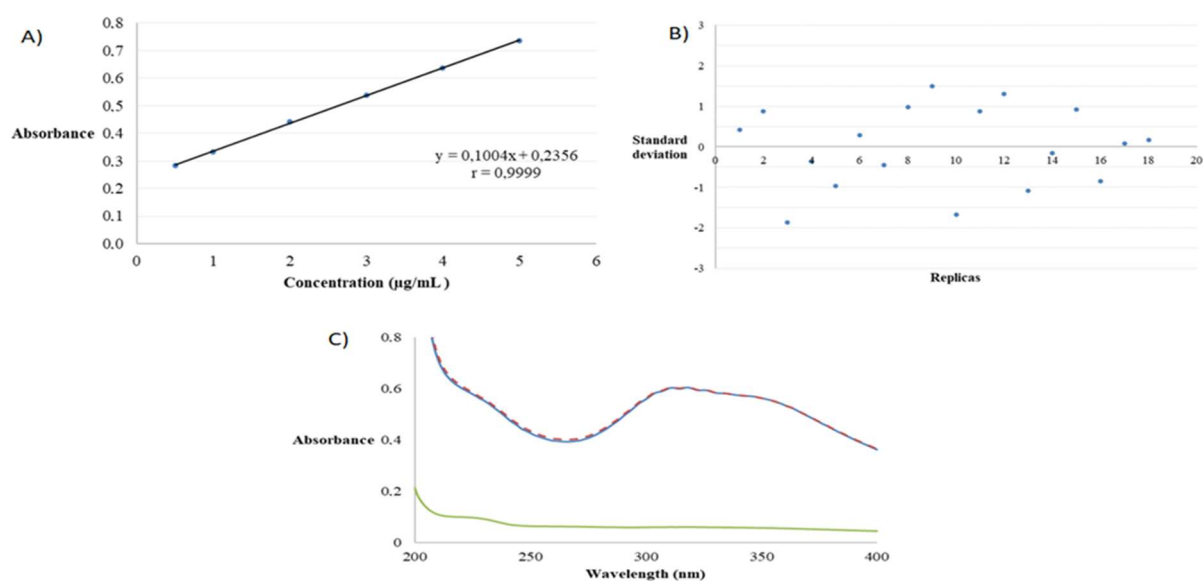 A)
0.8
0.7
0.6
0.5
Absorbance
0.4
0.3
0.2
0.1
0.0
y = 0,1004x + 0,2356
r = 0,9999
0 1 2 3 4 5 6
Concentration (µg/mL )
B)
3
2
1
Standard
deviation
0
-1
-2
-3
0 2 4 6 8 10 12 14 16 18 20
Replicas
C)
0.8
0.6
Absorbance
0.4
0.2
0
200 250 300 350 400
Wavelength (nm)